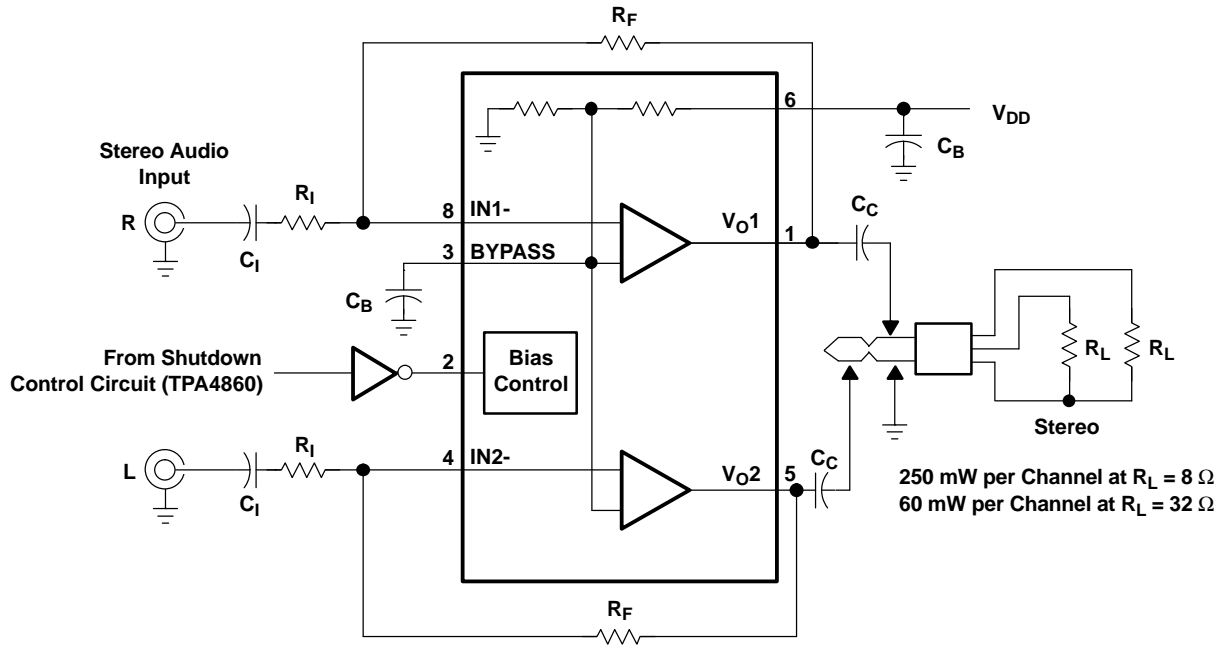 RF
6
VDD
CB
Stereo Audio
Input
RI
R
CI
8
IN1-
VO1
1
CC
3
BYPASS
CB
From Shutdown
Control Circuit (TPA4860)
2
Bias
Control
RL
RL
Stereo
RI
L
CI
4
IN2-
VO2
5
CC
250 mW per Channel at RL = 8 Ω
60 mW per Channel at RL = 32 Ω
RF